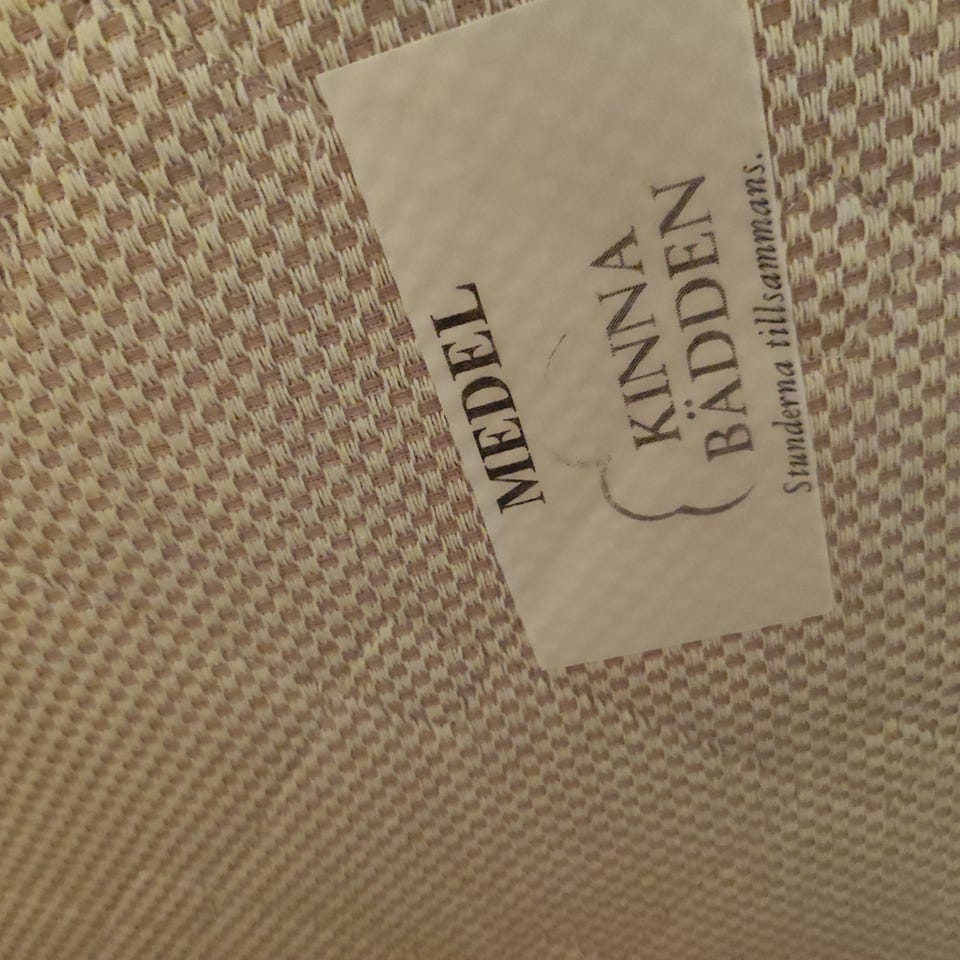 MEDEL
KINNA
BÄDDEN
Stunderna tillsammans.